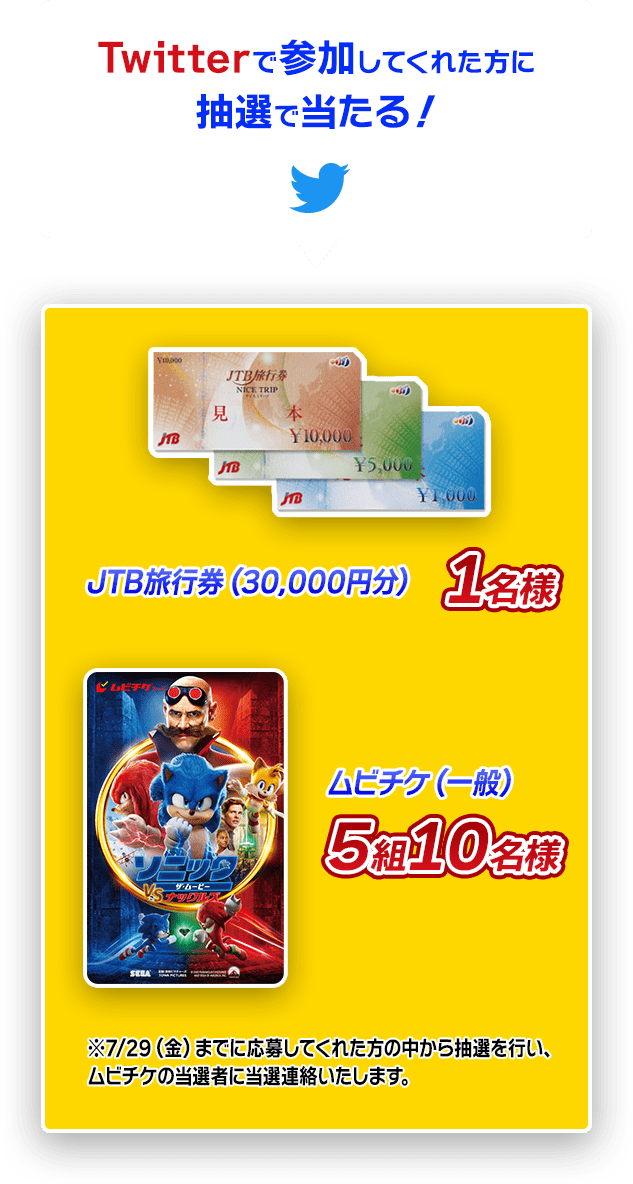 Twitterで参加してくれた方に
抽選で当たる！
¥10,000
JTB旅行券
NICE TRIP
見 本
¥10,000
JTB
¥5,000
JTB
¥1,000
JTB
JTB旅行券（30,000円分）
1名様
ムビチケ
ソニック
ザ・ムービー
VS
ナックルズ
SEGA
PARAMOUNT
ムビチケ（一般）
5組10名様
※7/29（金）までに応募してくれた方の中から抽選を行い、
ムビチケの当選者に当選連絡いたします。